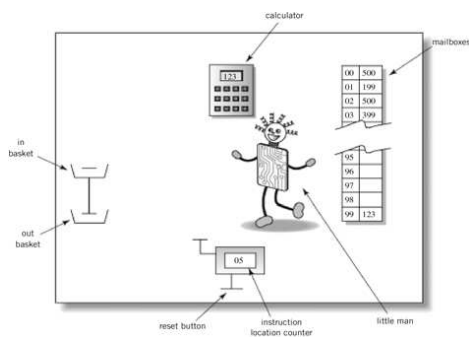 calculator
mailboxes
123
00 500
01 199
02 500
03 399
95
96
97
98
99 123
in
basket
out
basket
05
reset button
instruction
location counter
little man